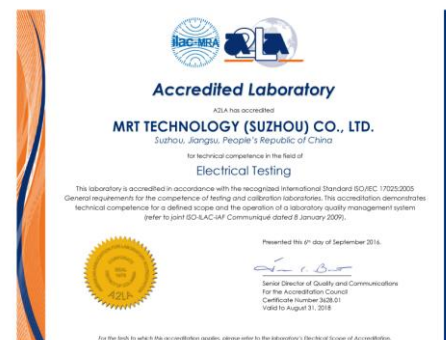 ilac-MRA
A2LA
Accredited Laboratory
A2LA has accredited
MRT TECHNOLOGY (SUZHOU) CO., LTD.
Suzhou, Jiangsu, People's Republic of China
for technical competence in the field of
Electrical Testing
This laboratory is accredited in accordance with the recognized International Standard ISO/IEC 17025:2005
General requirements for the competence of testing and calibration laboratories. This accreditation demonstrates
technical competence for a defined scope and the operation of a laboratory quality management system
(refer to joint ISO-ILAC-IAF Communiqué dated 8 January 2009).
Presented this 6th day of September 2016.
SEAL
1978
A2LA
Senior Director of Quality and Communications
For the Accreditation Council
Certificate Number 3628.01
Valid to August 31, 2018
For the tests to which this accreditation applies, please refer to the laboratory's Electrical Scope of Accreditation.